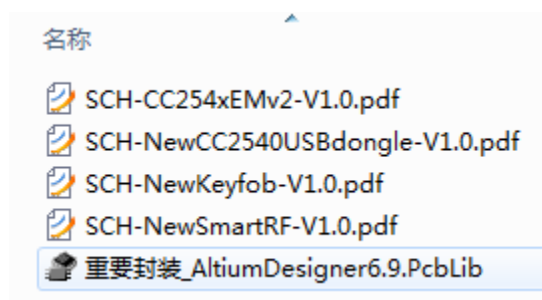 名称
SCH-CC254xEMv2-V1.0.pdf
SCH-NewCC2540USBdongle-V1.0.pdf
SCH-NewKeyfob-V1.0.pdf
SCH-NewSmartRF-V1.0.pdf
重要封装_AltiumDesigner6.9.PcbLib